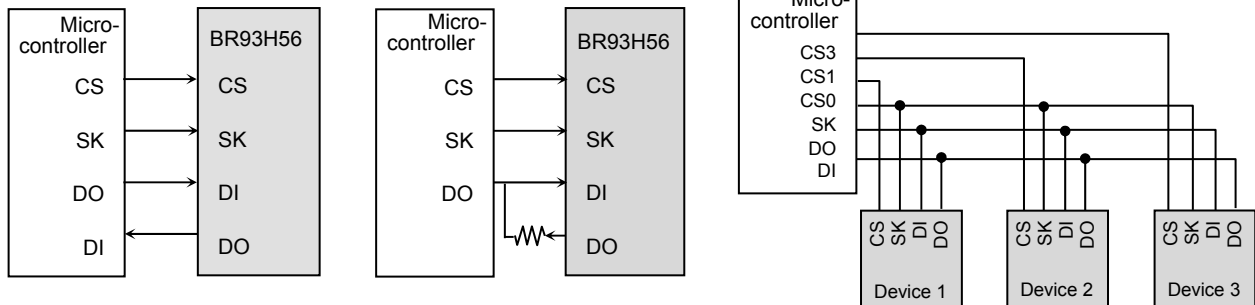 Micro-
controller
CS
SK
DO
DI
BR93H56
CS
SK
DI
DO
Micro-
controller
CS
SK
DO
BR93H56
CS
SK
DI
DO
Micro-
controller
CS3
CS1
CS0
SK
DO
DI
CS
SK
DI
DO
Device 1
CS
SK
DI
DO
Device 2
CS
SK
DI
DO
Device 3